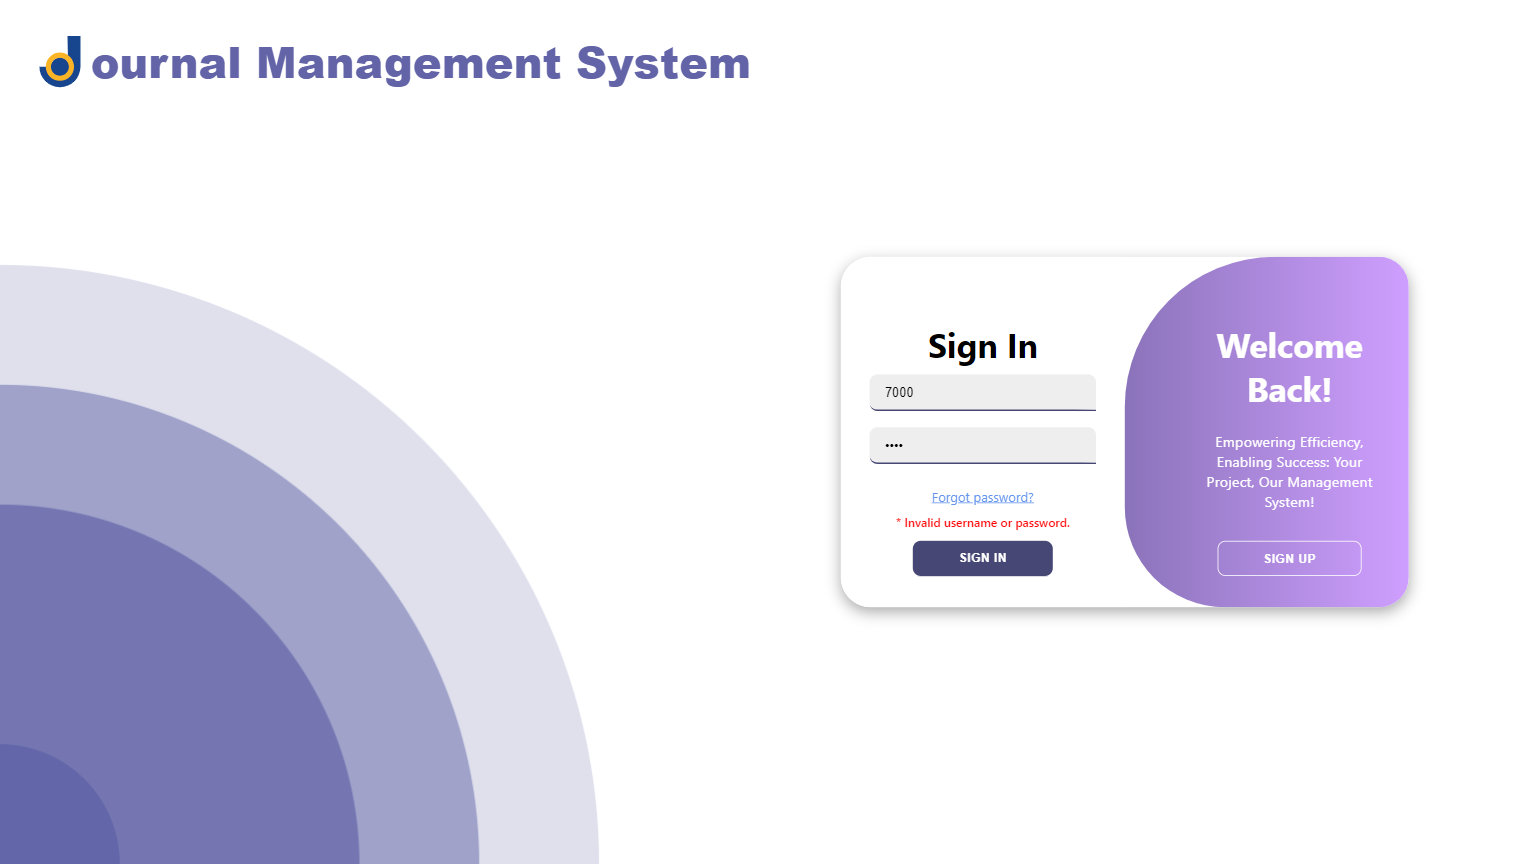 Journal Management System
Sign In
7000
••••
Forgot password?
* Invalid username or password.
SIGN IN
Welcome
Back!
Empowering Efficiency,
Enabling Success: Your
Project, Our Management
System!
SIGN UP